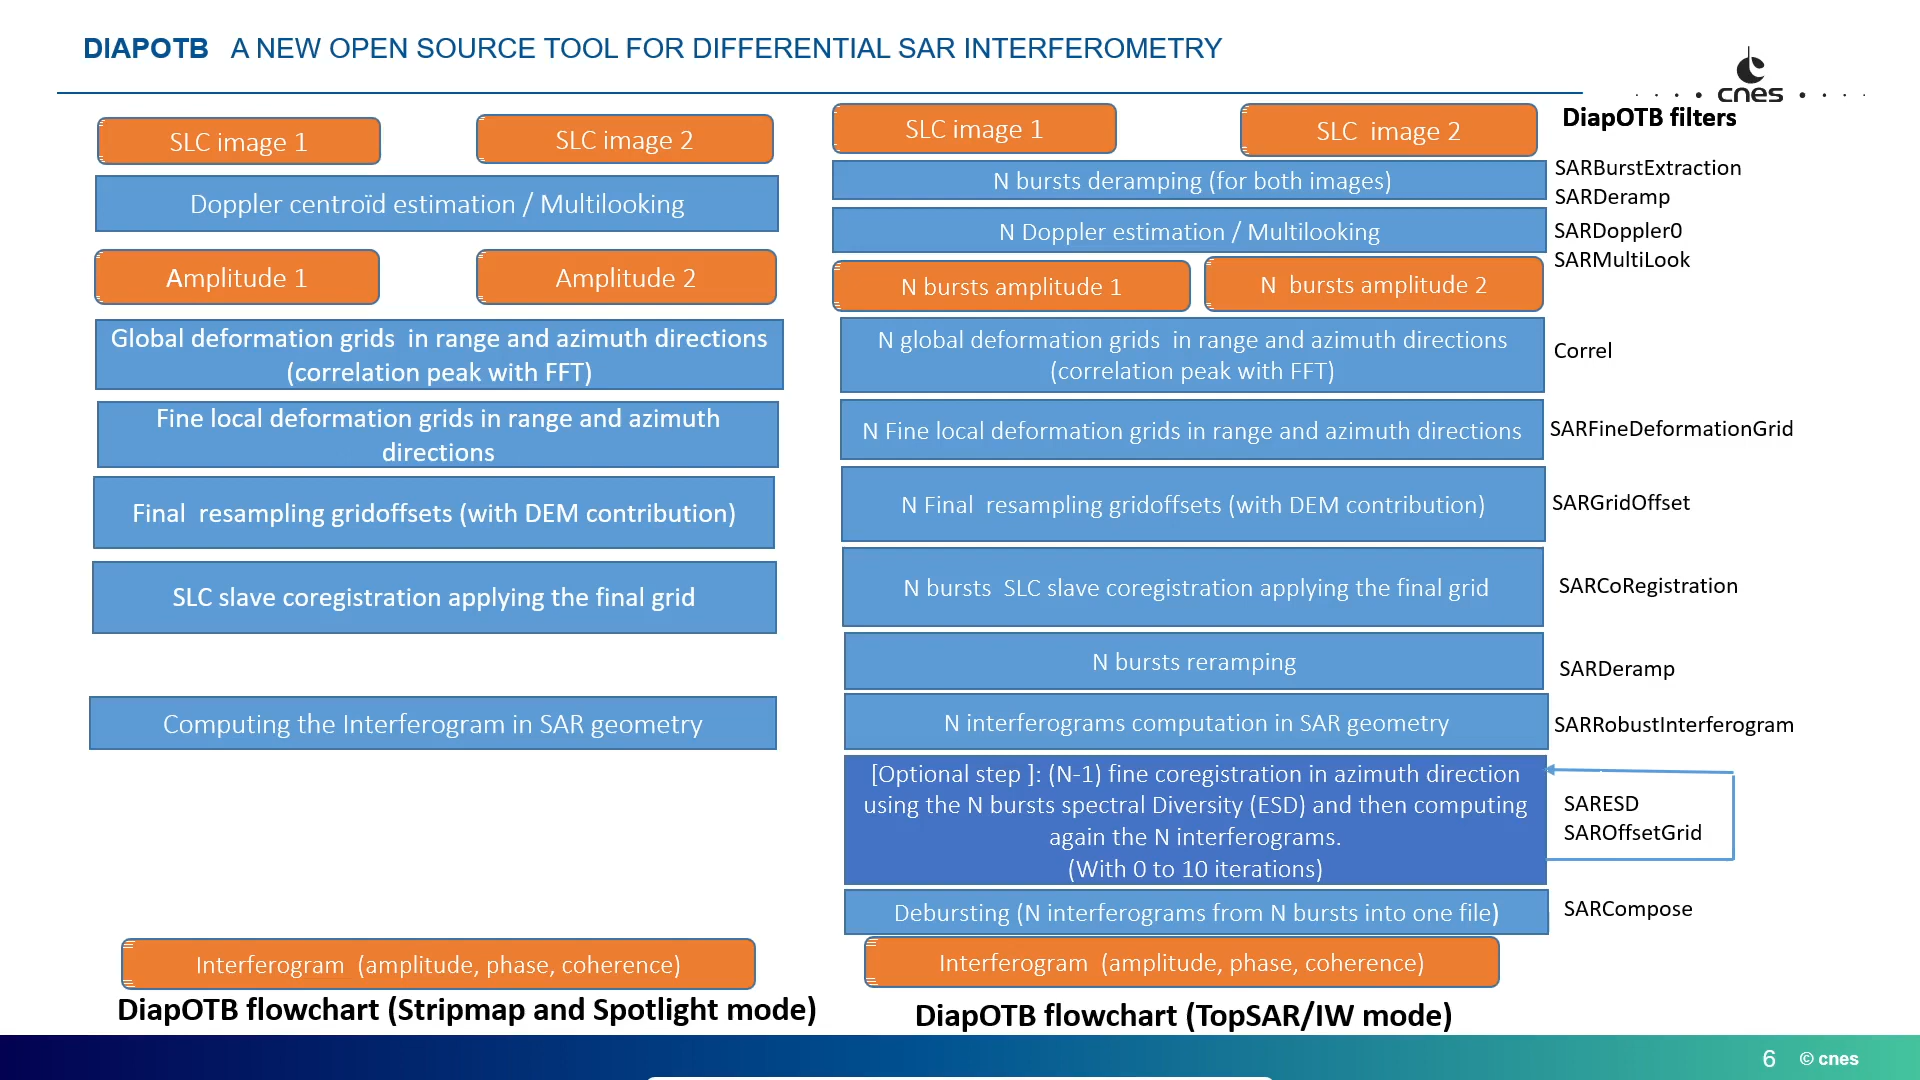 DIAPOTB A NEW OPEN SOURCE TOOL FOR DIFFERENTIAL SAR INTERFEROMETRY
cnes
SLC image 1
SLC image 2
Doppler centroïd estimation / Multilooking
Amplitude 1
Amplitude 2
Global deformation grids in range and azimuth directions
(correlation peak with FFT)
Fine local deformation grids in range and azimuth
directions
Final resampling gridoffsets (with DEM contribution)
SLC slave coregistration applying the final grid
Computing the Interferogram in SAR geometry
Interferogram (amplitude, phase, coherence)
DiapOTB flowchart (Stripmap and Spotlight mode)
SLC image 1
SLC image 2
N bursts deramping (for both images)
N Doppler estimation / Multilooking
N bursts amplitude 1
N bursts amplitude 2
N global deformation grids in range and azimuth directions
(correlation peak with FFT)
N Fine local deformation grids in range and azimuth directions
N Final resampling gridoffsets (with DEM contribution)
N bursts SLC slave coregistration applying the final grid
N bursts reramping
N interferograms computation in SAR geometry
[Optional step ]: (N-1) fine coregistration in azimuth direction
using the N bursts spectral Diversity (ESD) and then computing
again the N interferograms.
(With 0 to 10 iterations)
Debursting (N interferograms from N bursts into one file)
Interferogram (amplitude, phase, coherence)
DiapOTB flowchart (TopSAR/IW mode)
DiapOTB filters
SARBurstExtraction
SARDeramp
SARDoppler0
SARMultiLook
Correl
SARFineDeformationGrid
SARGridOffset
SARCoRegistration
SARDeramp
SARRobustInterferogram
SARESD
SAROffsetGrid
SARCompose
6 © cnes